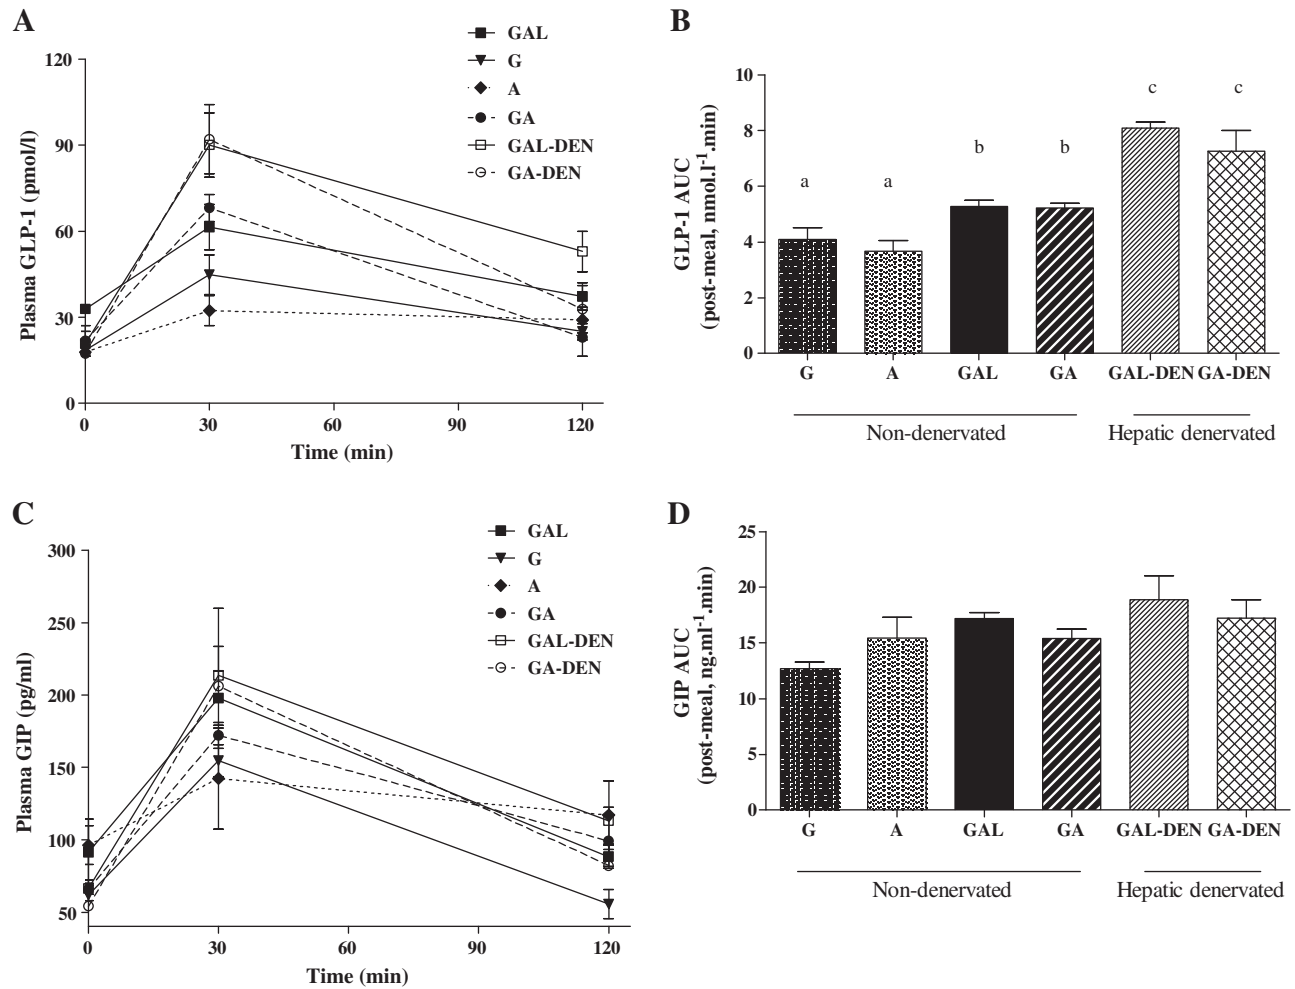 A
GAL
G
A
GA
GAL-DEN
GA-DEN
120
90
60
30
0
Plasma GLP-1 (pmol/l)
0 30 60 90 120
Time (min)
B
10
8
6
4
2
0
GLP-1 AUC
(post-meal, nmol.l⁻¹.min)
a a b b c c
G A GAL GA GAL-DEN GA-DEN
Non-denervated Hepatic denervated
C
GAL
G
A
GA
GAL-DEN
GA-DEN
300
250
200
150
100
50
Plasma GIP (pg/ml)
0 30 60 90 120
Time (min)
D
25
20
15
10
5
0
GIP AUC
(post-meal, ng.ml⁻¹.min)
G A GAL GA GAL-DEN GA-DEN
Non-denervated Hepatic denervated